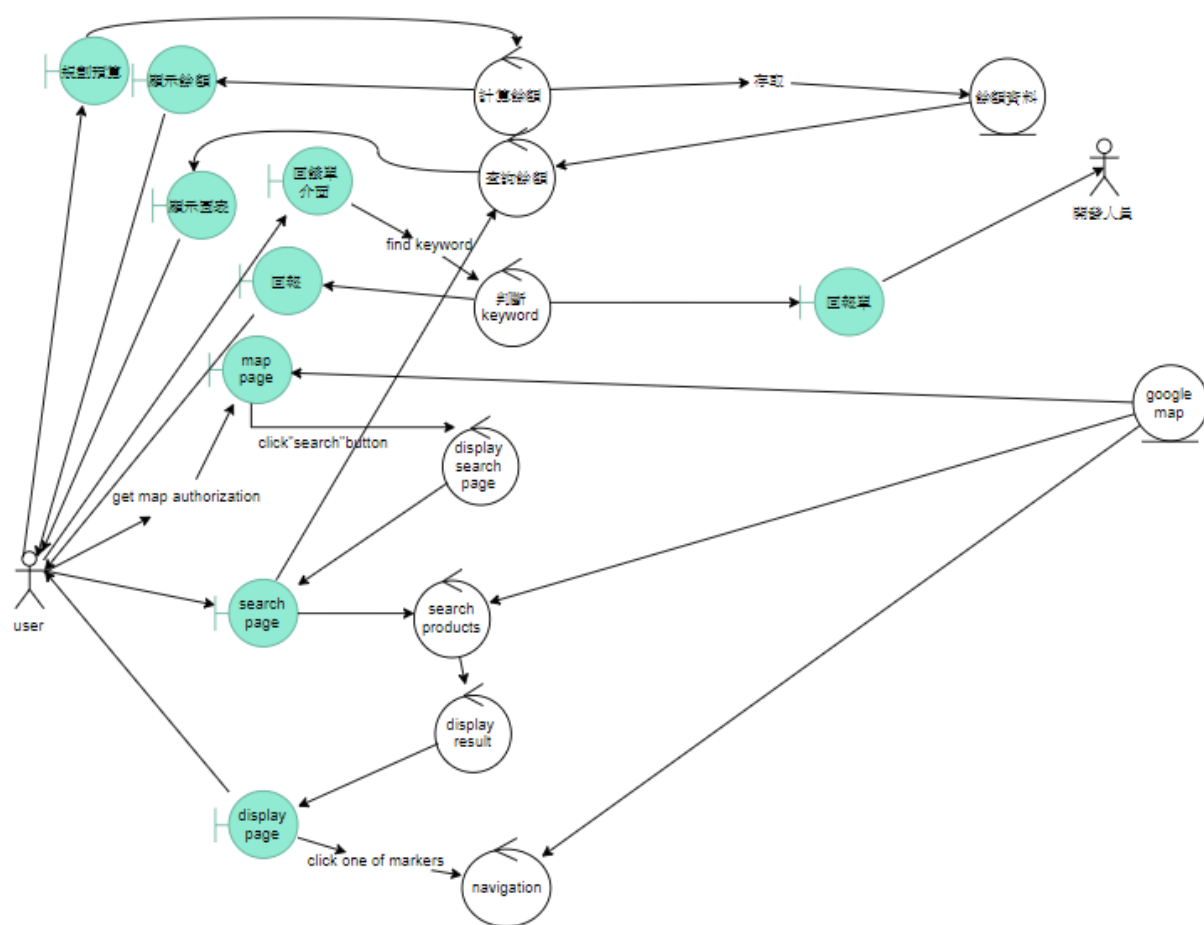 規劃預算
顯示餘額
計算餘額
存取
餘額資料
查詢餘額
回饋單
介面
顯示圖表
開發人員
find keyword
回報
判斷
keyword
回報單
map
page
google
map
click"search"button
display
search
page
get map authorization
search
page
search
products
user
display
result
display
page
click one of markers
navigation